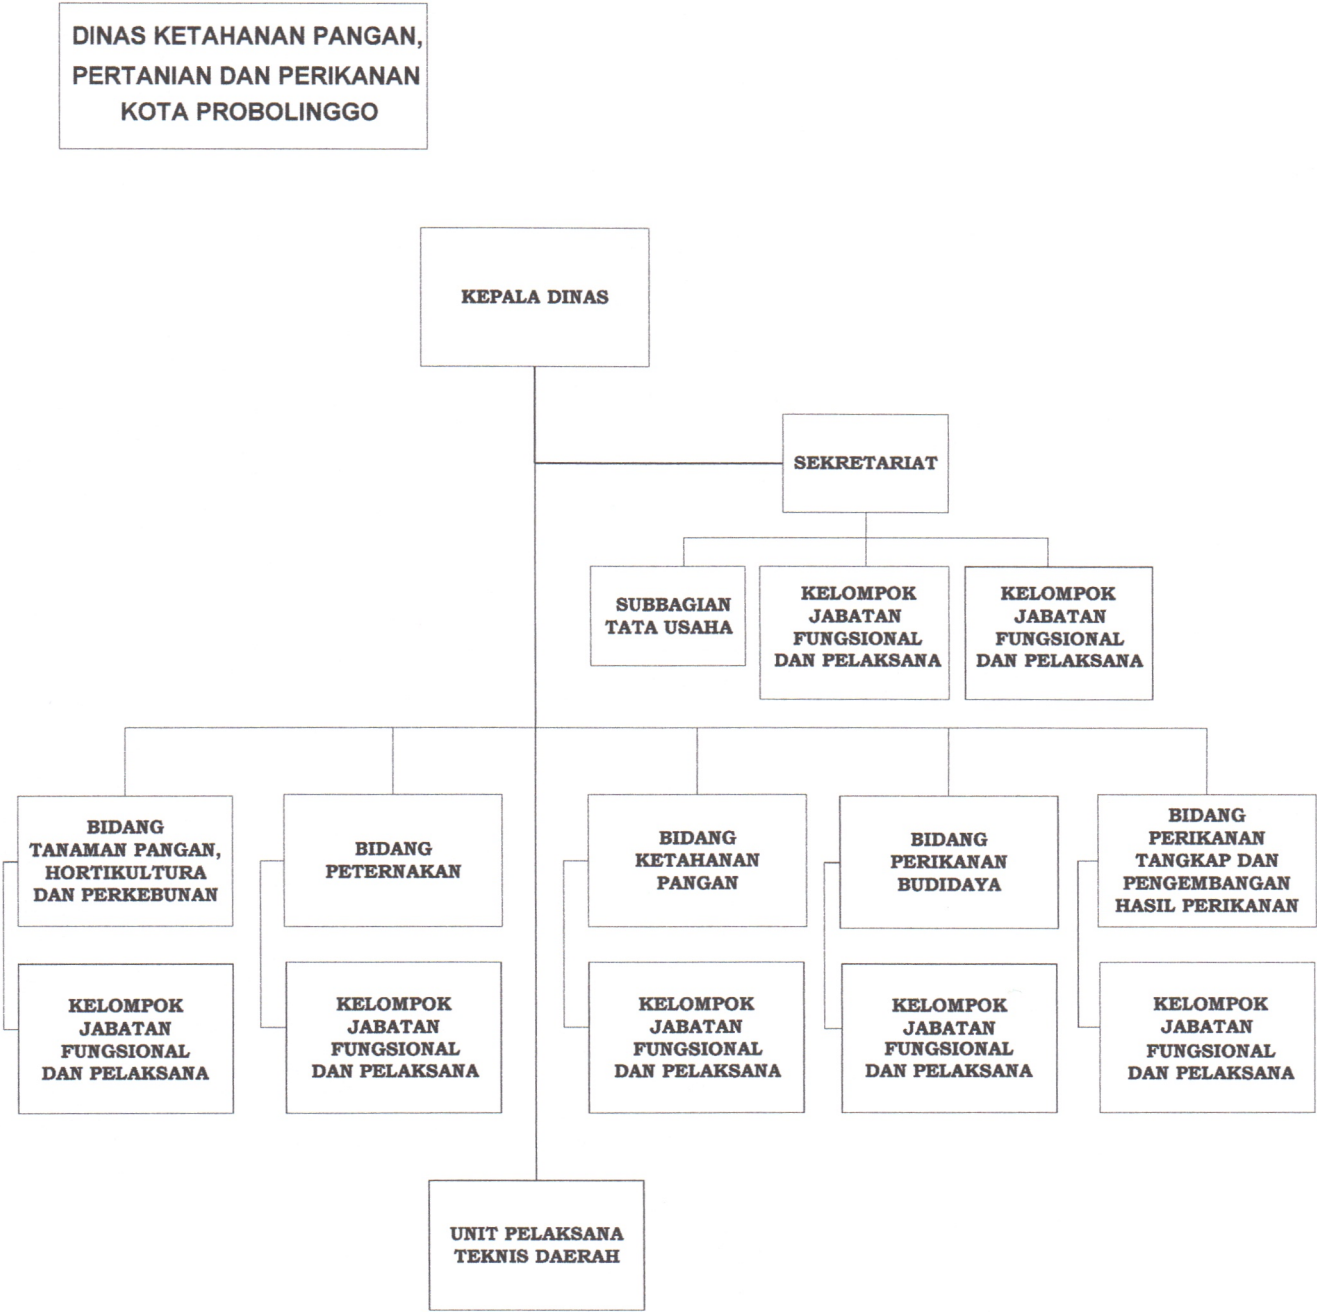 DINAS KETAHANAN PANGAN,
PERTANIAN DAN PERIKANAN
KOTA PROBOLINGGO
KEPALA DINAS
SEKRETARIAT
SUBBAGIAN
TATA USAHA
KELOMPOK
JABATAN
FUNGSIONAL
DAN PELAKSANA
KELOMPOK
JABATAN
FUNGSIONAL
DAN PELAKSANA
BIDANG
TANAMAN PANGAN,
HORTIKULTURA
DAN PERKEBUNAN
BIDANG
PETERNAKAN
BIDANG
KETAHANAN
PANGAN
BIDANG
PERIKANAN
BUDIDAYA
BIDANG
PERIKANAN
TANGKAP DAN
PENGEMBANGAN
HASIL PERIKANAN
KELOMPOK
JABATAN
FUNGSIONAL
DAN PELAKSANA
KELOMPOK
JABATAN
FUNGSIONAL
DAN PELAKSANA
KELOMPOK
JABATAN
FUNGSIONAL
DAN PELAKSANA
KELOMPOK
JABATAN
FUNGSIONAL
DAN PELAKSANA
KELOMPOK
JABATAN
FUNGSIONAL
DAN PELAKSANA
UNIT PELAKSANA
TEKNIS DAERAH